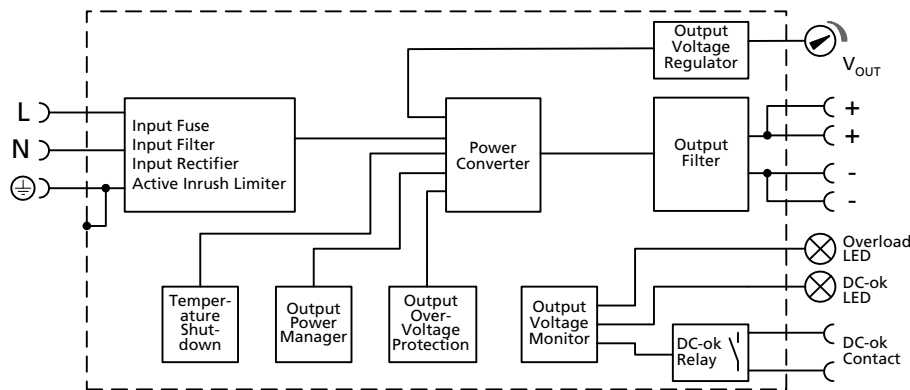 Output
Voltage
Regulator
VOUT
L
N
Input Fuse
Input Filter
Input Rectifier
Active Inrush Limiter
Power
Converter
Output
Filter
+
+
-
-
Temper-
ature
Shut-
down
Output
Power
Manager
Output
Over-
Voltage
Protection
Output
Voltage
Monitor
Overload
LED
DC-ok
LED
DC-ok
Relay
DC-ok
Contact